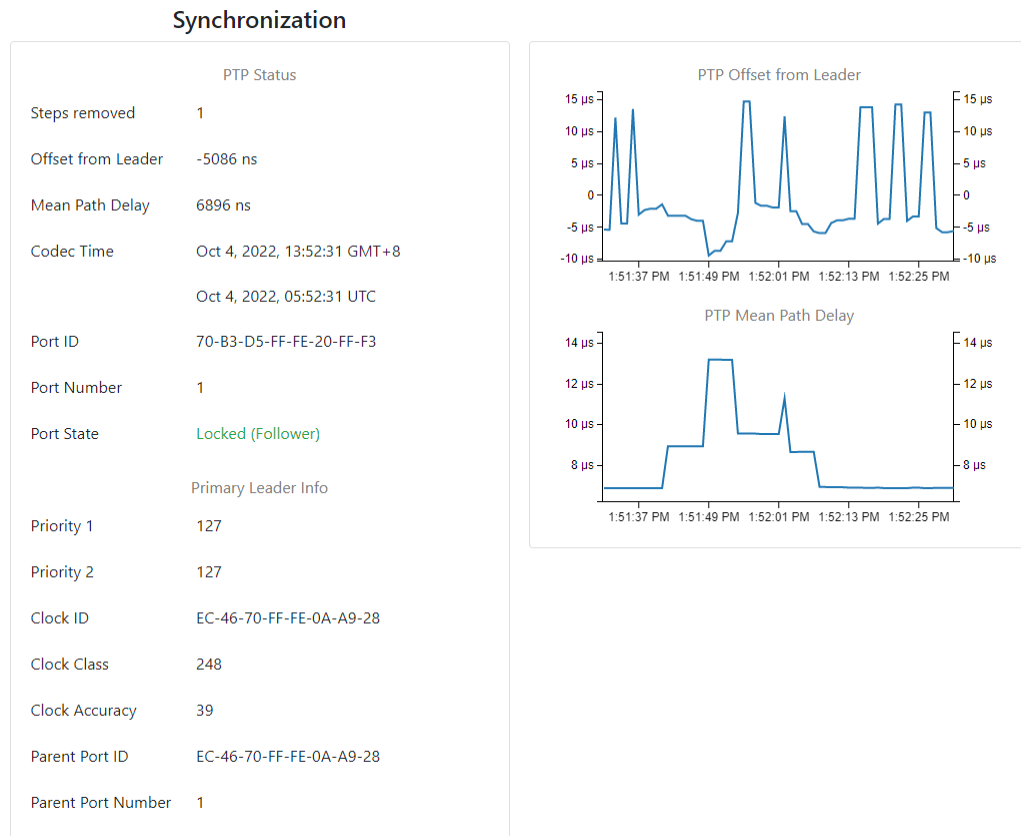 Synchronization
PTP Status
Steps removed 1
Offset from Leader -5086 ns
Mean Path Delay 6896 ns
Codec Time Oct 4, 2022, 13:52:31 GMT+8
Oct 4, 2022, 05:52:31 UTC
Port ID 70-B3-D5-FF-FE-20-FF-F3
Port Number 1
Port State Locked (Follower)
Primary Leader Info
Priority 1 127
Priority 2 127
Clock ID EC-46-70-FF-FE-0A-A9-28
Clock Class 248
Clock Accuracy 39
Parent Port ID EC-46-70-FF-FE-0A-A9-28
Parent Port Number 1
PTP Offset from Leader
15 µs 15 µs
10 µs 10 µs
5 µs 5 µs
0 0
-5 µs -5 µs
-10 µs -10 µs
1:51:37 PM 1:51:49 PM 1:52:01 PM 1:52:13 PM 1:52:25 PM
PTP Mean Path Delay
14 µs 14 µs
12 µs 12 µs
10 µs 10 µs
8 µs 8 µs
1:51:37 PM 1:51:49 PM 1:52:01 PM 1:52:13 PM 1:52:25 PM